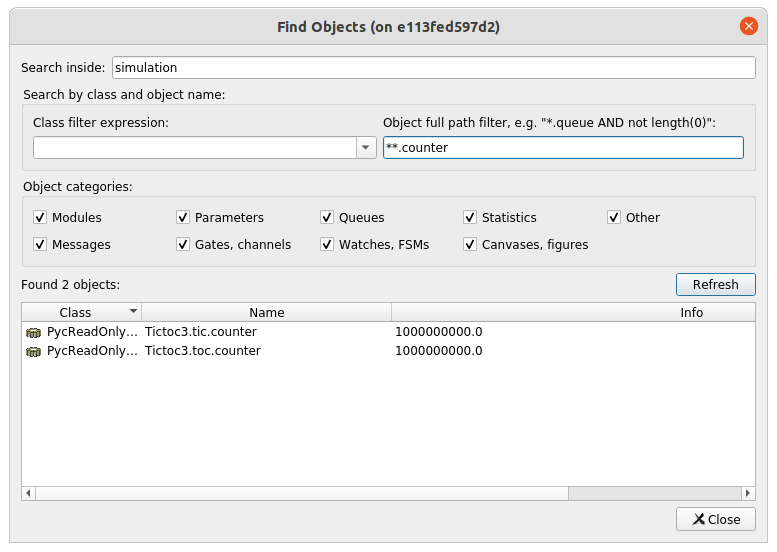 Find Objects (on e113fed597d2)
Search inside: simulation
Search by class and object name:
Class filter expression: Object full path filter, e.g. "*.queue AND not length(0)":
**.counter
Object categories:
Modules Parameters Queues Statistics Other
Messages Gates, channels Watches, FSMs Canvases, figures
Found 2 objects: Refresh
Class Name Info
PycReadOnly... Tictoc3.tic.counter 1000000000.0
PycReadOnly... Tictoc3.toc.counter 1000000000.0
Close